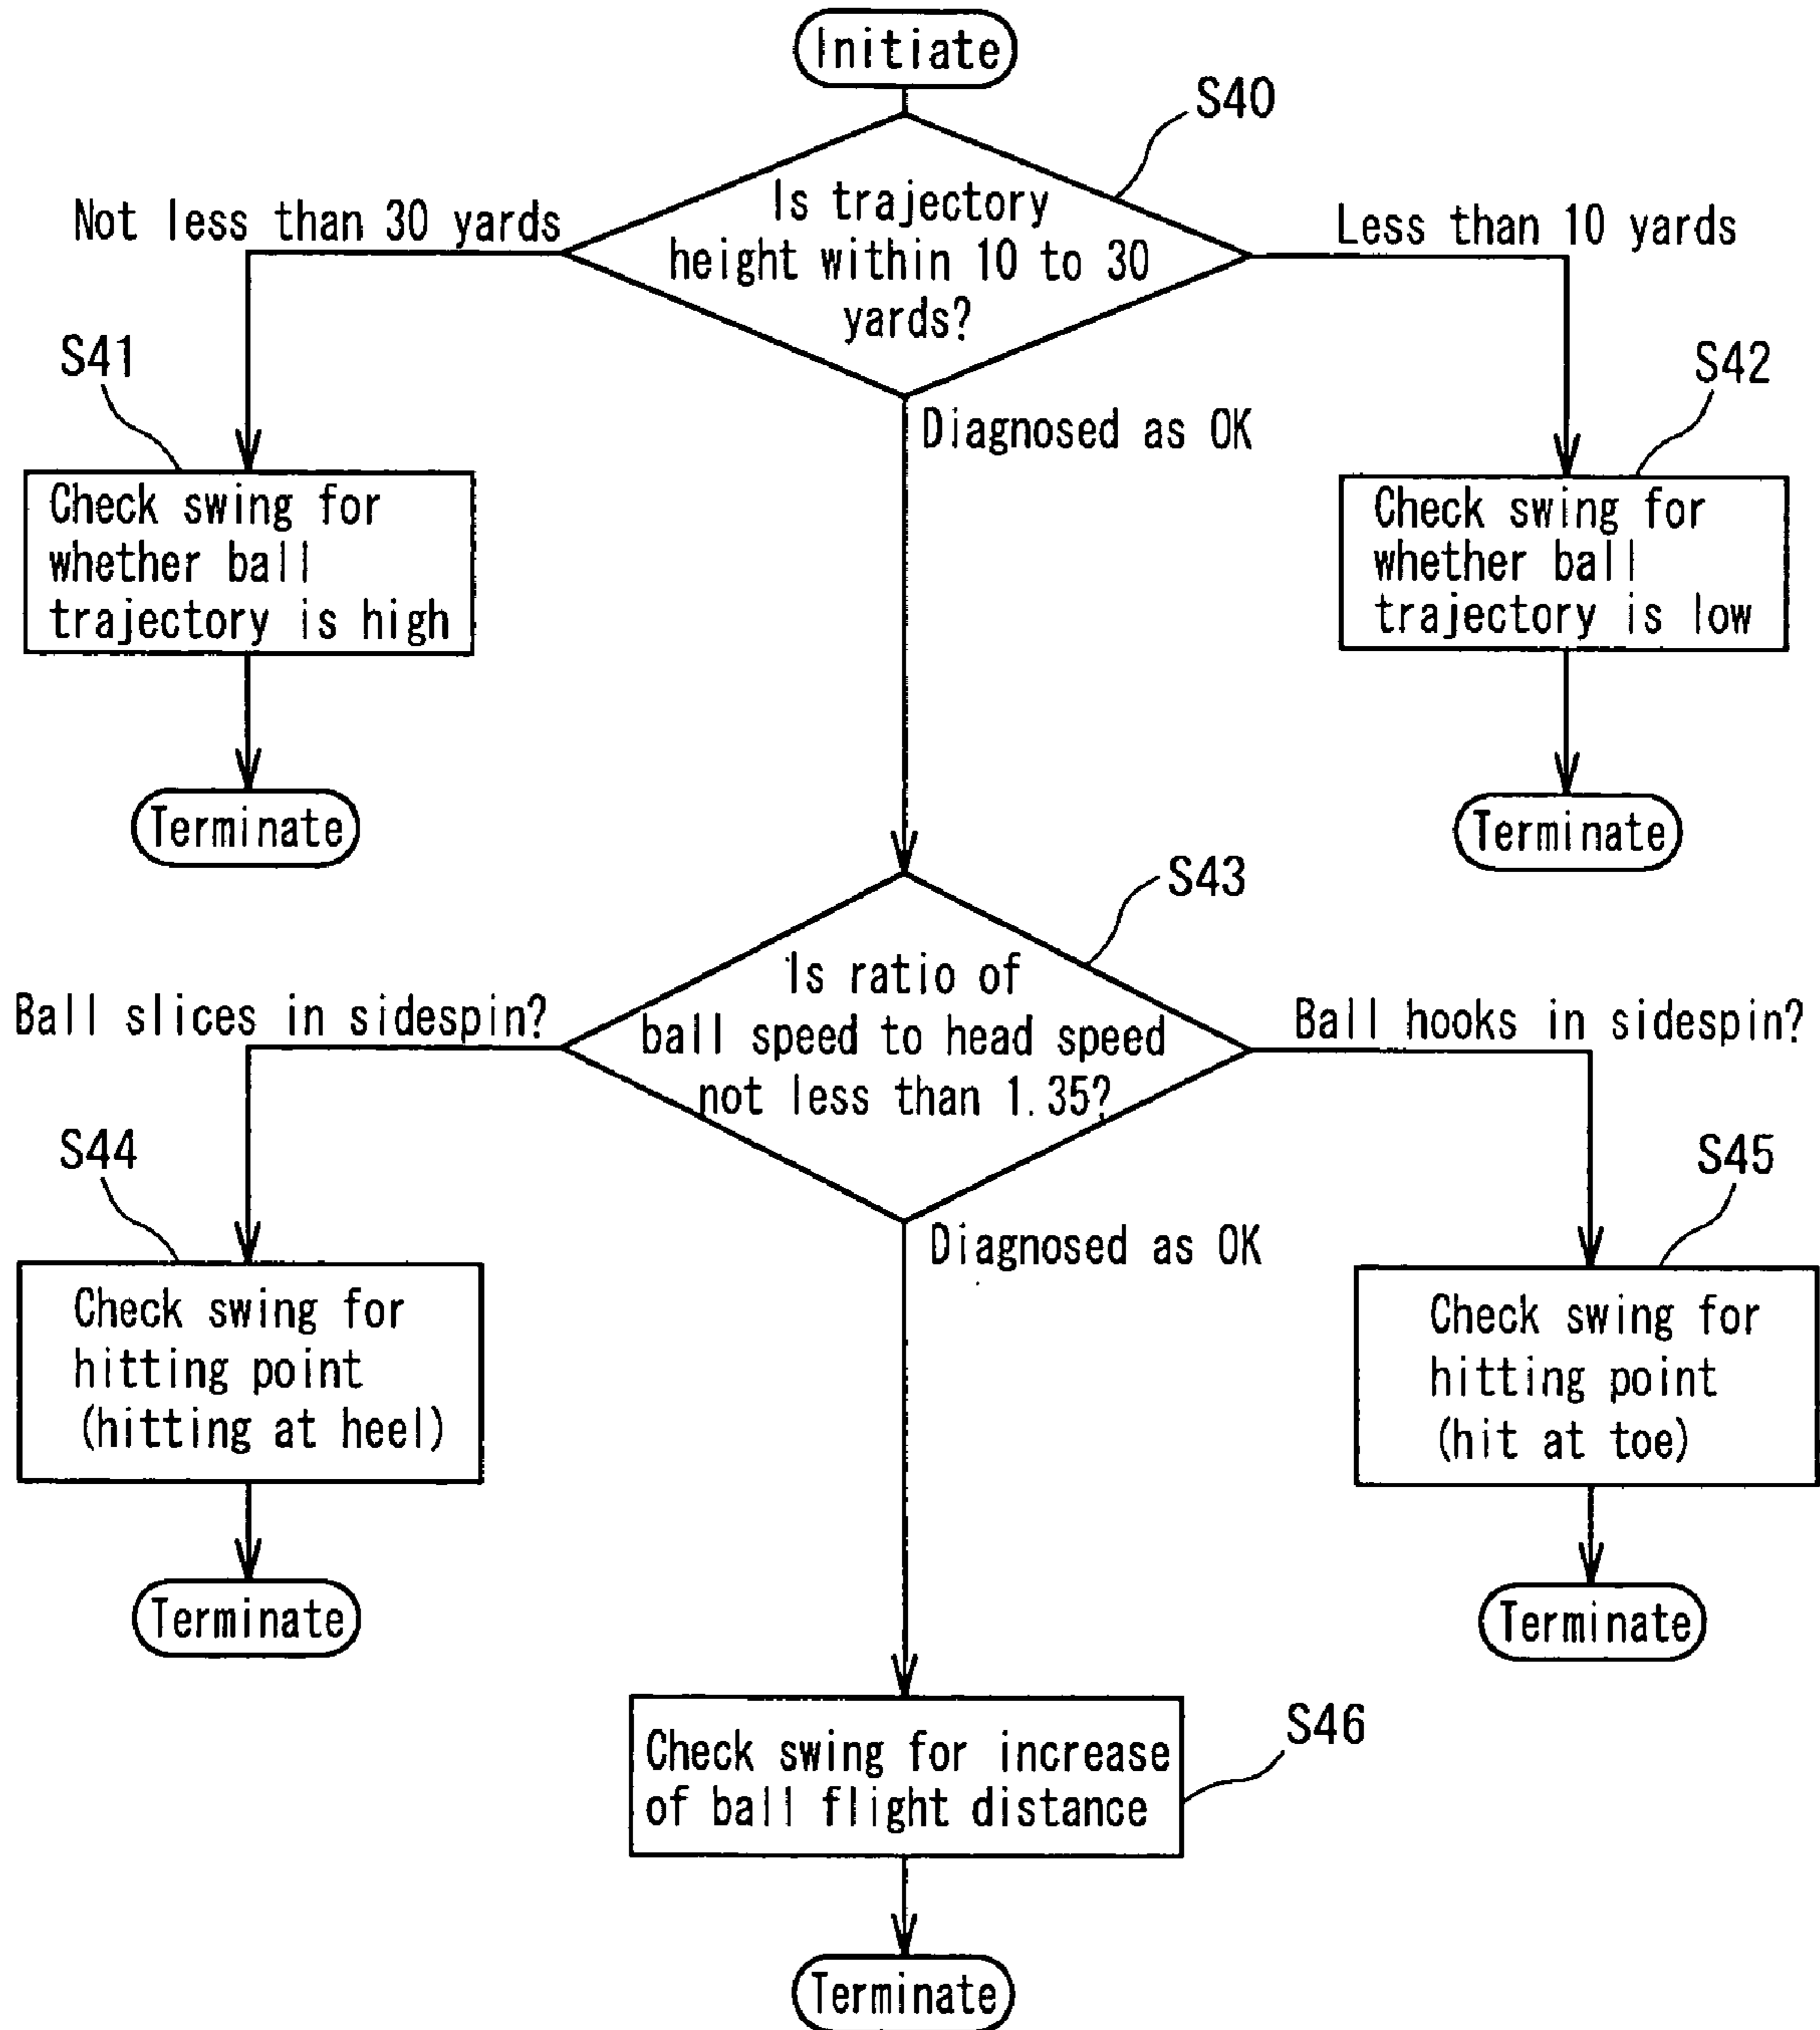 Initiate
S40
Is trajectory
height within 10 to 30
yards?
Not less than 30 yards
Less than 10 yards
S41
S42
Diagnosed as OK
Check swing for
whether ball
trajectory is high
Check swing for
whether ball
trajectory is low
Terminate
Terminate
S43
Is ratio of
ball speed to head speed
not less than 1.35?
Ball slices in sidespin?
Ball hooks in sidespin?
S44
S45
Diagnosed as OK
Check swing for
hitting point
(hitting at heel)
Check swing for
hitting point
(hit at toe)
Terminate
Terminate
S46
Check swing for increase
of ball flight distance
Terminate